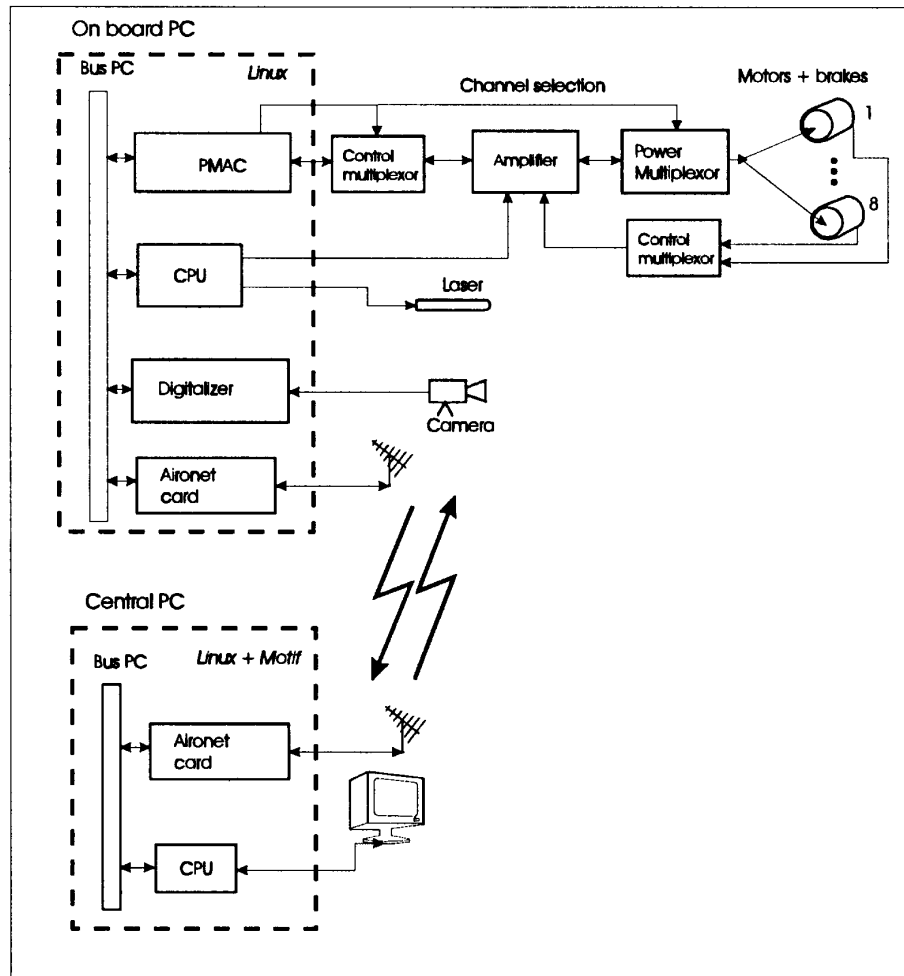 On board PC
Bus PC
Linux
Channel selection
Motors + brakes
1
PMAC
Control
multiplexor
Amplifier
Power
Multiplexor
8
Control
multiplexor
CPU
Laser
Digitalizer
Camera
Aironet
card
Central PC
Bus PC
Linux + Motif
Aironet
card
CPU